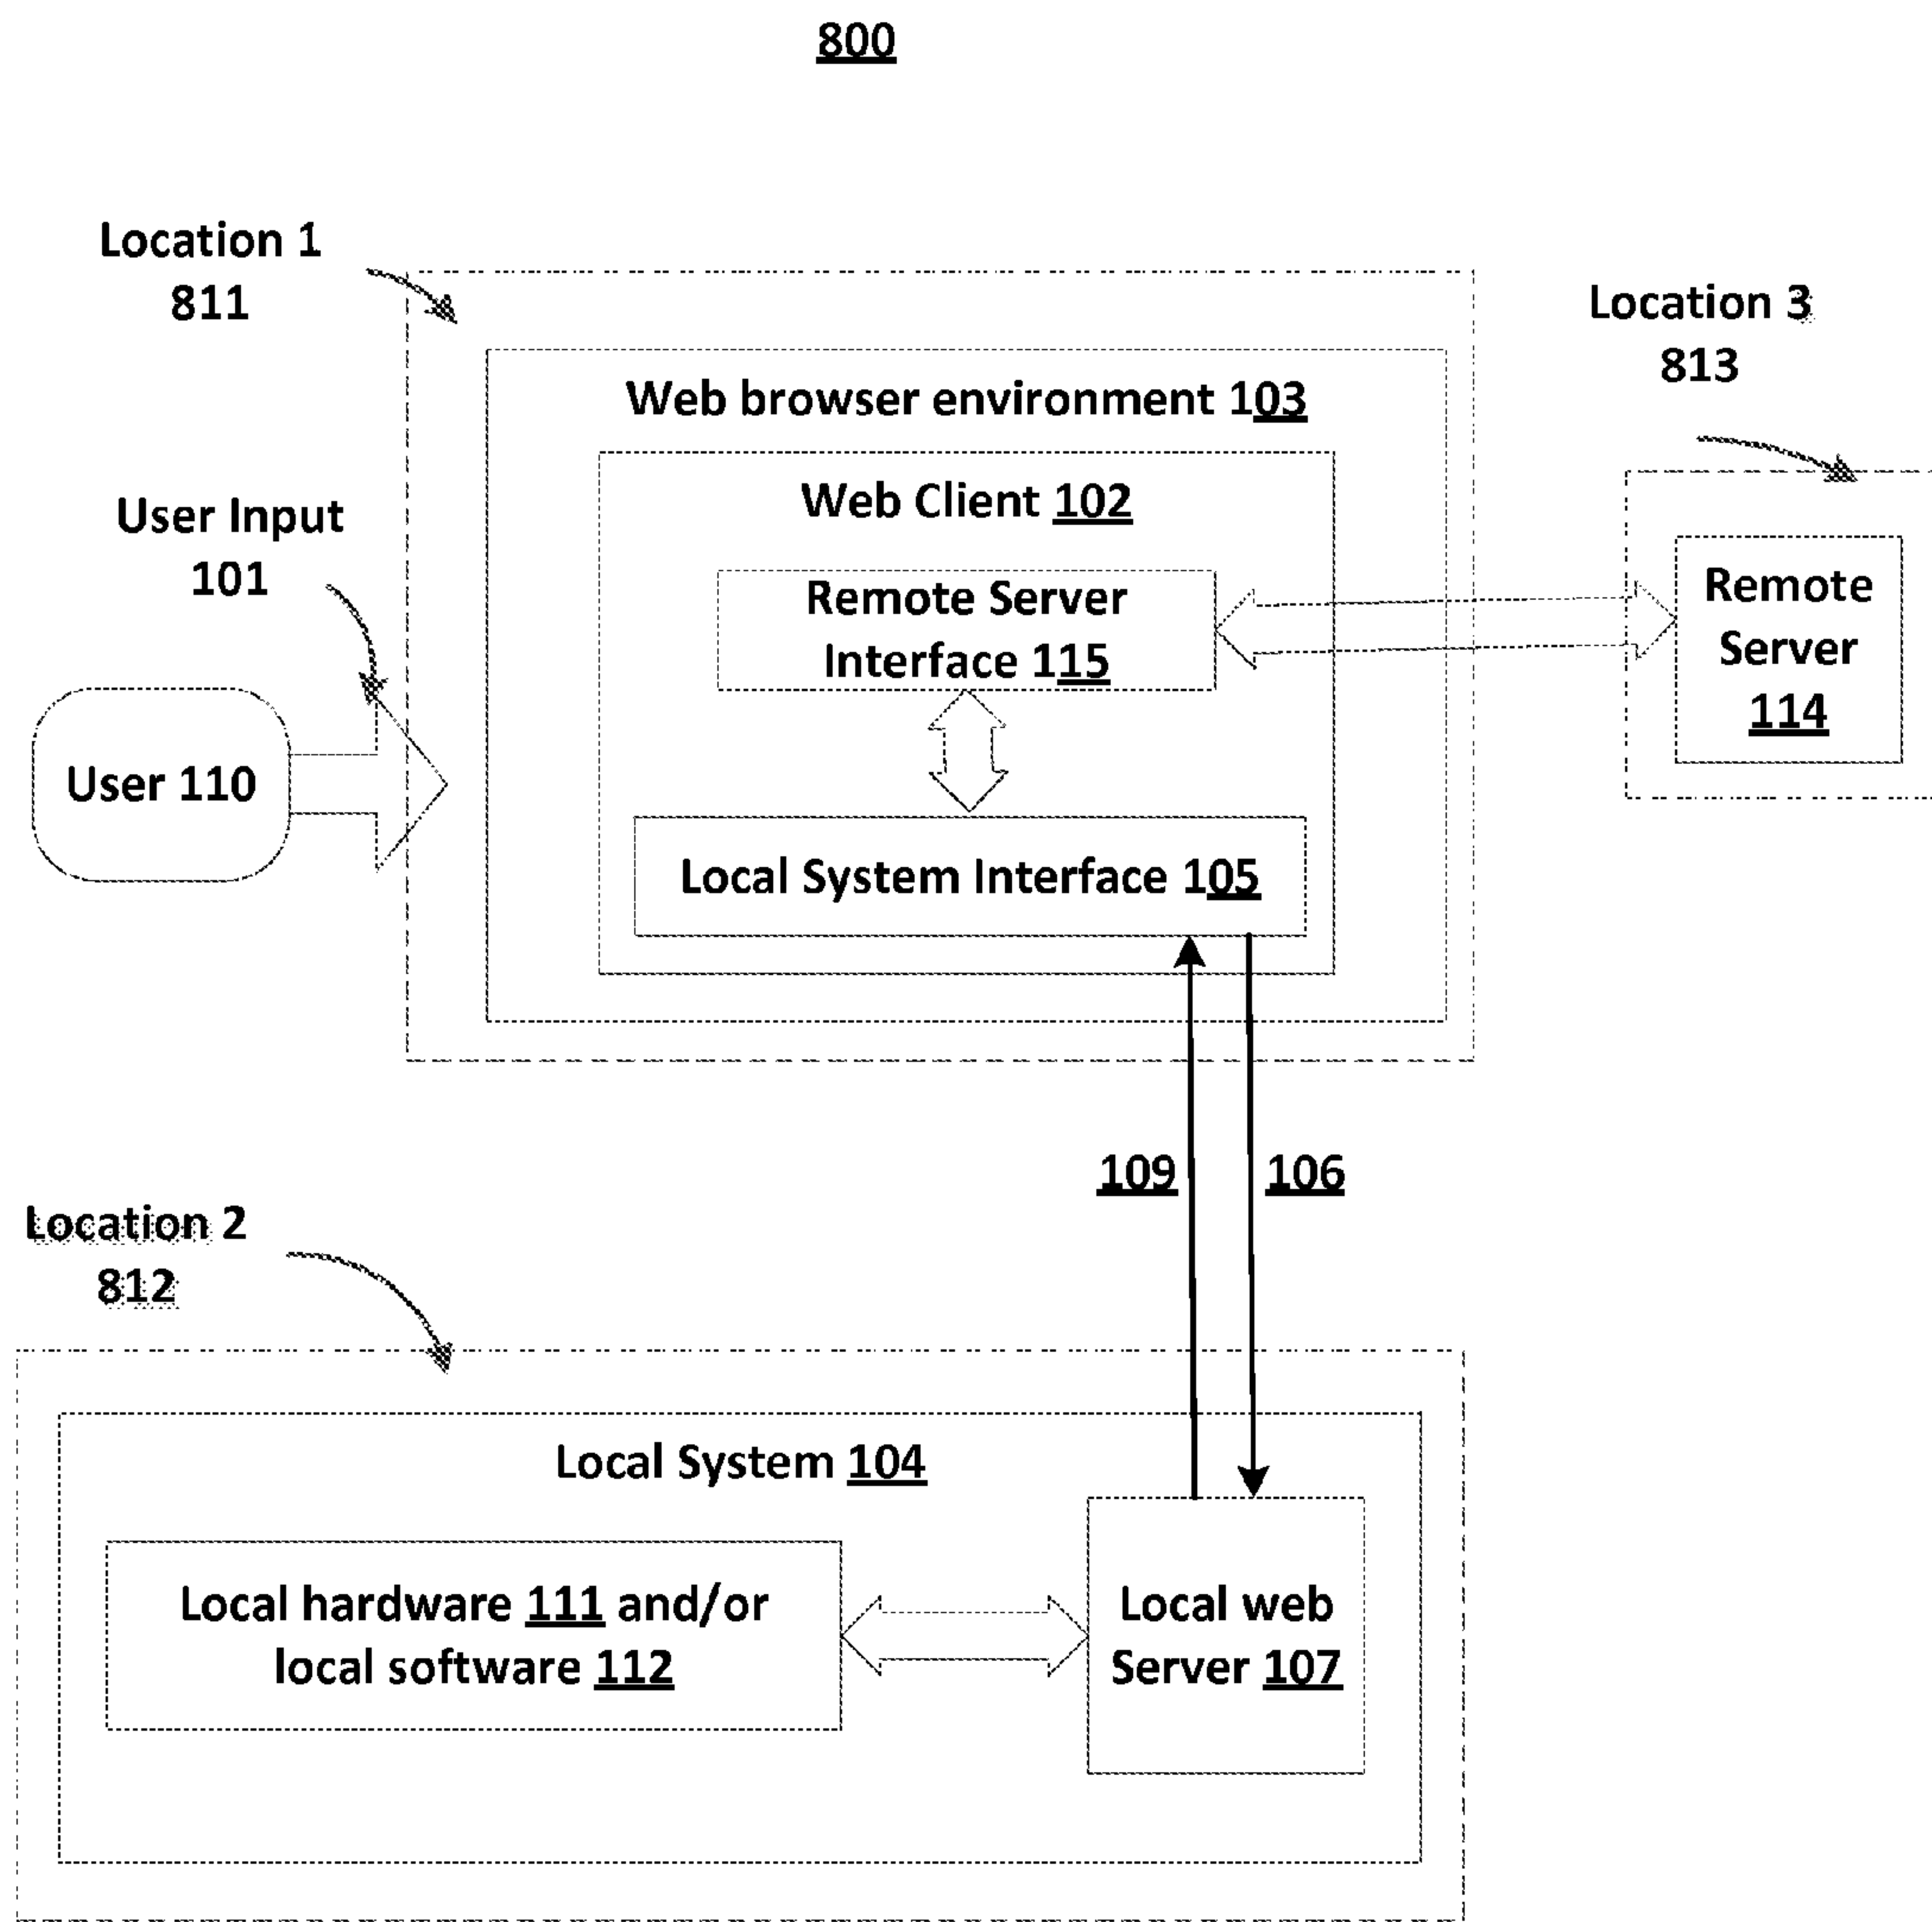 800
Location 1
811
Location 3
813
Web browser environment 103
Web Client 102
User Input
101
Remote Server
Interface 115
Remote
Server
114
User 110
Local System Interface 105
109
106
Location 2
812
Local System 104
Local hardware 111 and/or
local software 112
Local web
Server 107